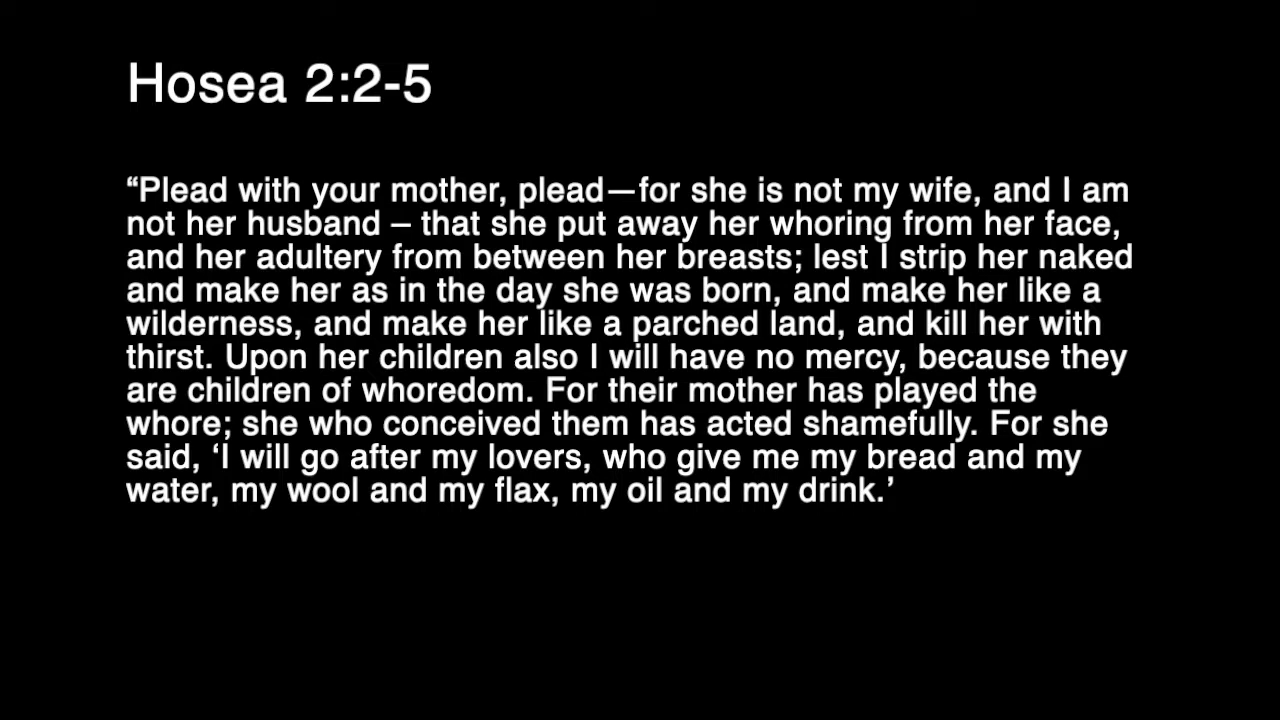 Hosea 2:2-5
“Plead with your mother, plead—for she is not my wife, and I am
not her husband – that she put away her whoring from her face,
and her adultery from between her breasts; lest I strip her naked
and make her as in the day she was born, and make her like a
wilderness, and make her like a parched land, and kill her with
thirst. Upon her children also I will have no mercy, because they
are children of whoredom. For their mother has played the
whore; she who conceived them has acted shamefully. For she
said, ‘I will go after my lovers, who give me my bread and my
water, my wool and my flax, my oil and my drink.’